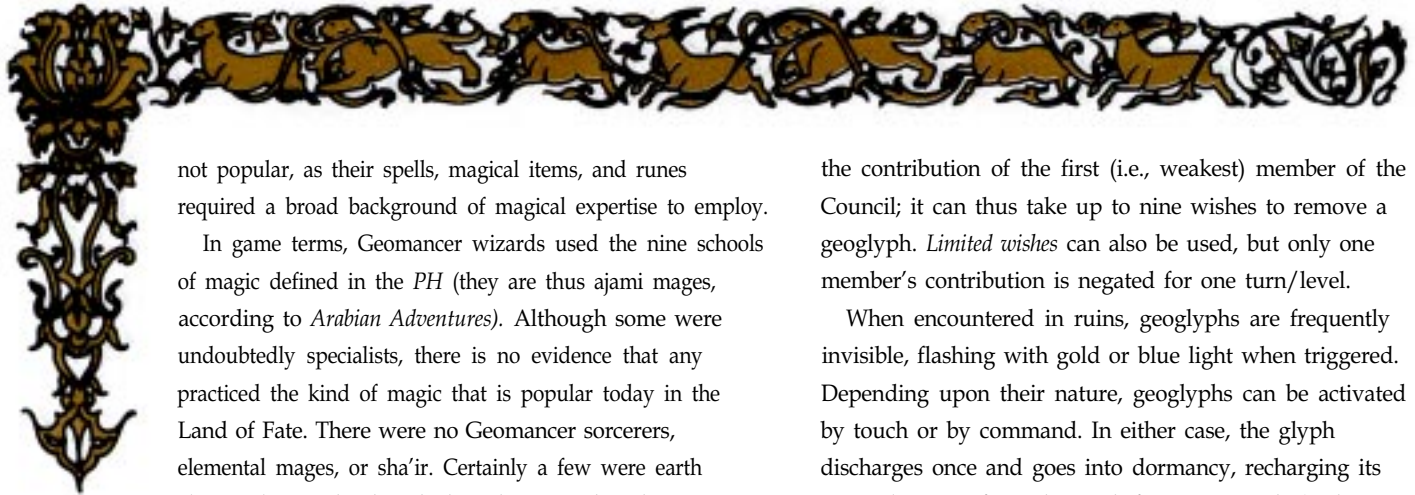 not popular, as their spells, magical items, and runes
required a broad background of magical expertise to employ.
In game terms, Geomancer wizards used the nine schools
of magic defined in the PH (they are thus ajami mages,
according to Arabian Adventures). Although some were
undoubtedly specialists, there is no evidence that any
practiced the kind of magic that is popular today in the
Land of Fate. There were no Geomancer sorcerers,
elemental mages, or sha'ir. Certainly a few were earth
the contribution of the first (i.e., weakest) member of the
Council; it can thus take up to nine wishes to remove a
geoglyph. Limited wishes can also be used, but only one
member's contribution is negated for one turn/level.
When encountered in ruins, geoglyphs are frequently
invisible, flashing with gold or blue light when triggered.
Depending upon their nature, geoglyphs can be activated
by touch or by command. In either case, the glyph
discharges once and goes into dormancy, recharging its